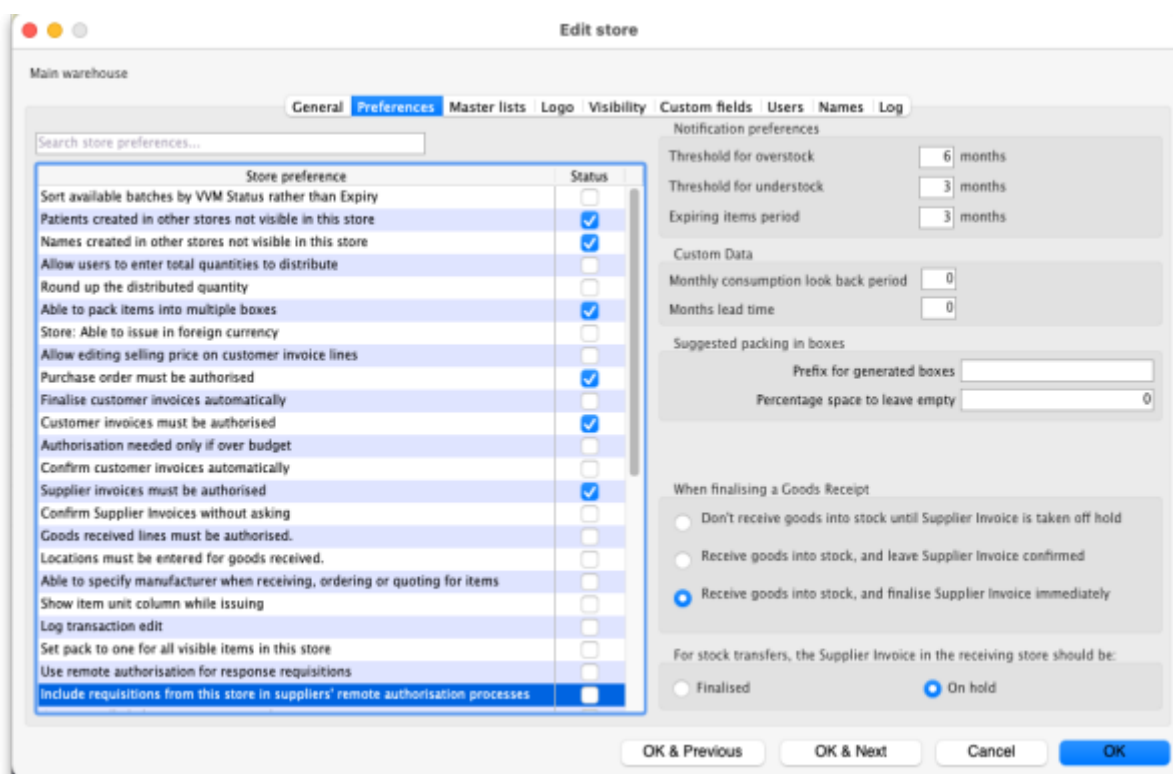 Edit store
Main warehouse
General Preferences Master lists Logo Visibility Custom fields Users Names Log
Search store preferences...
Store preference Status
Sort available batches by VVM Status rather than Expiry
Patients created in other stores not visible in this store
Names created in other stores not visible in this store
Allow users to enter total quantities to distribute
Round up the distributed quantity
Able to pack items into multiple boxes
Store: Able to issue in foreign currency
Allow editing selling price on customer invoice lines
Purchase order must be authorised
Finalise customer invoices automatically
Customer invoices must be authorised
Authorisation needed only if over budget
Confirm customer invoices automatically
Supplier invoices must be authorised
Confirm Supplier Invoices without asking
Goods received lines must be authorised.
Locations must be entered for goods received.
Able to specify manufacturer when receiving, ordering or quoting for items
Show item unit column while issuing
Log transaction edit
Set pack to one for all visible items in this store
Use remote authorisation for response requisitions
Include requisitions from this store in suppliers' remote authorisation processes
Notification preferences
Threshold for overstock 6 months
Threshold for understock 3 months
Expiring items period 3 months
Custom Data
Monthly consumption look back period 0
Months lead time 0
Suggested packing in boxes
Prefix for generated boxes
Percentage space to leave empty 0
When finalising a Goods Receipt
Don't receive goods into stock until Supplier Invoice is taken off hold
Receive goods into stock, and leave Supplier Invoice confirmed
Receive goods into stock, and finalise Supplier Invoice immediately
For stock transfers, the Supplier Invoice in the receiving store should be:
Finalised On hold
OK & Previous OK & Next Cancel OK